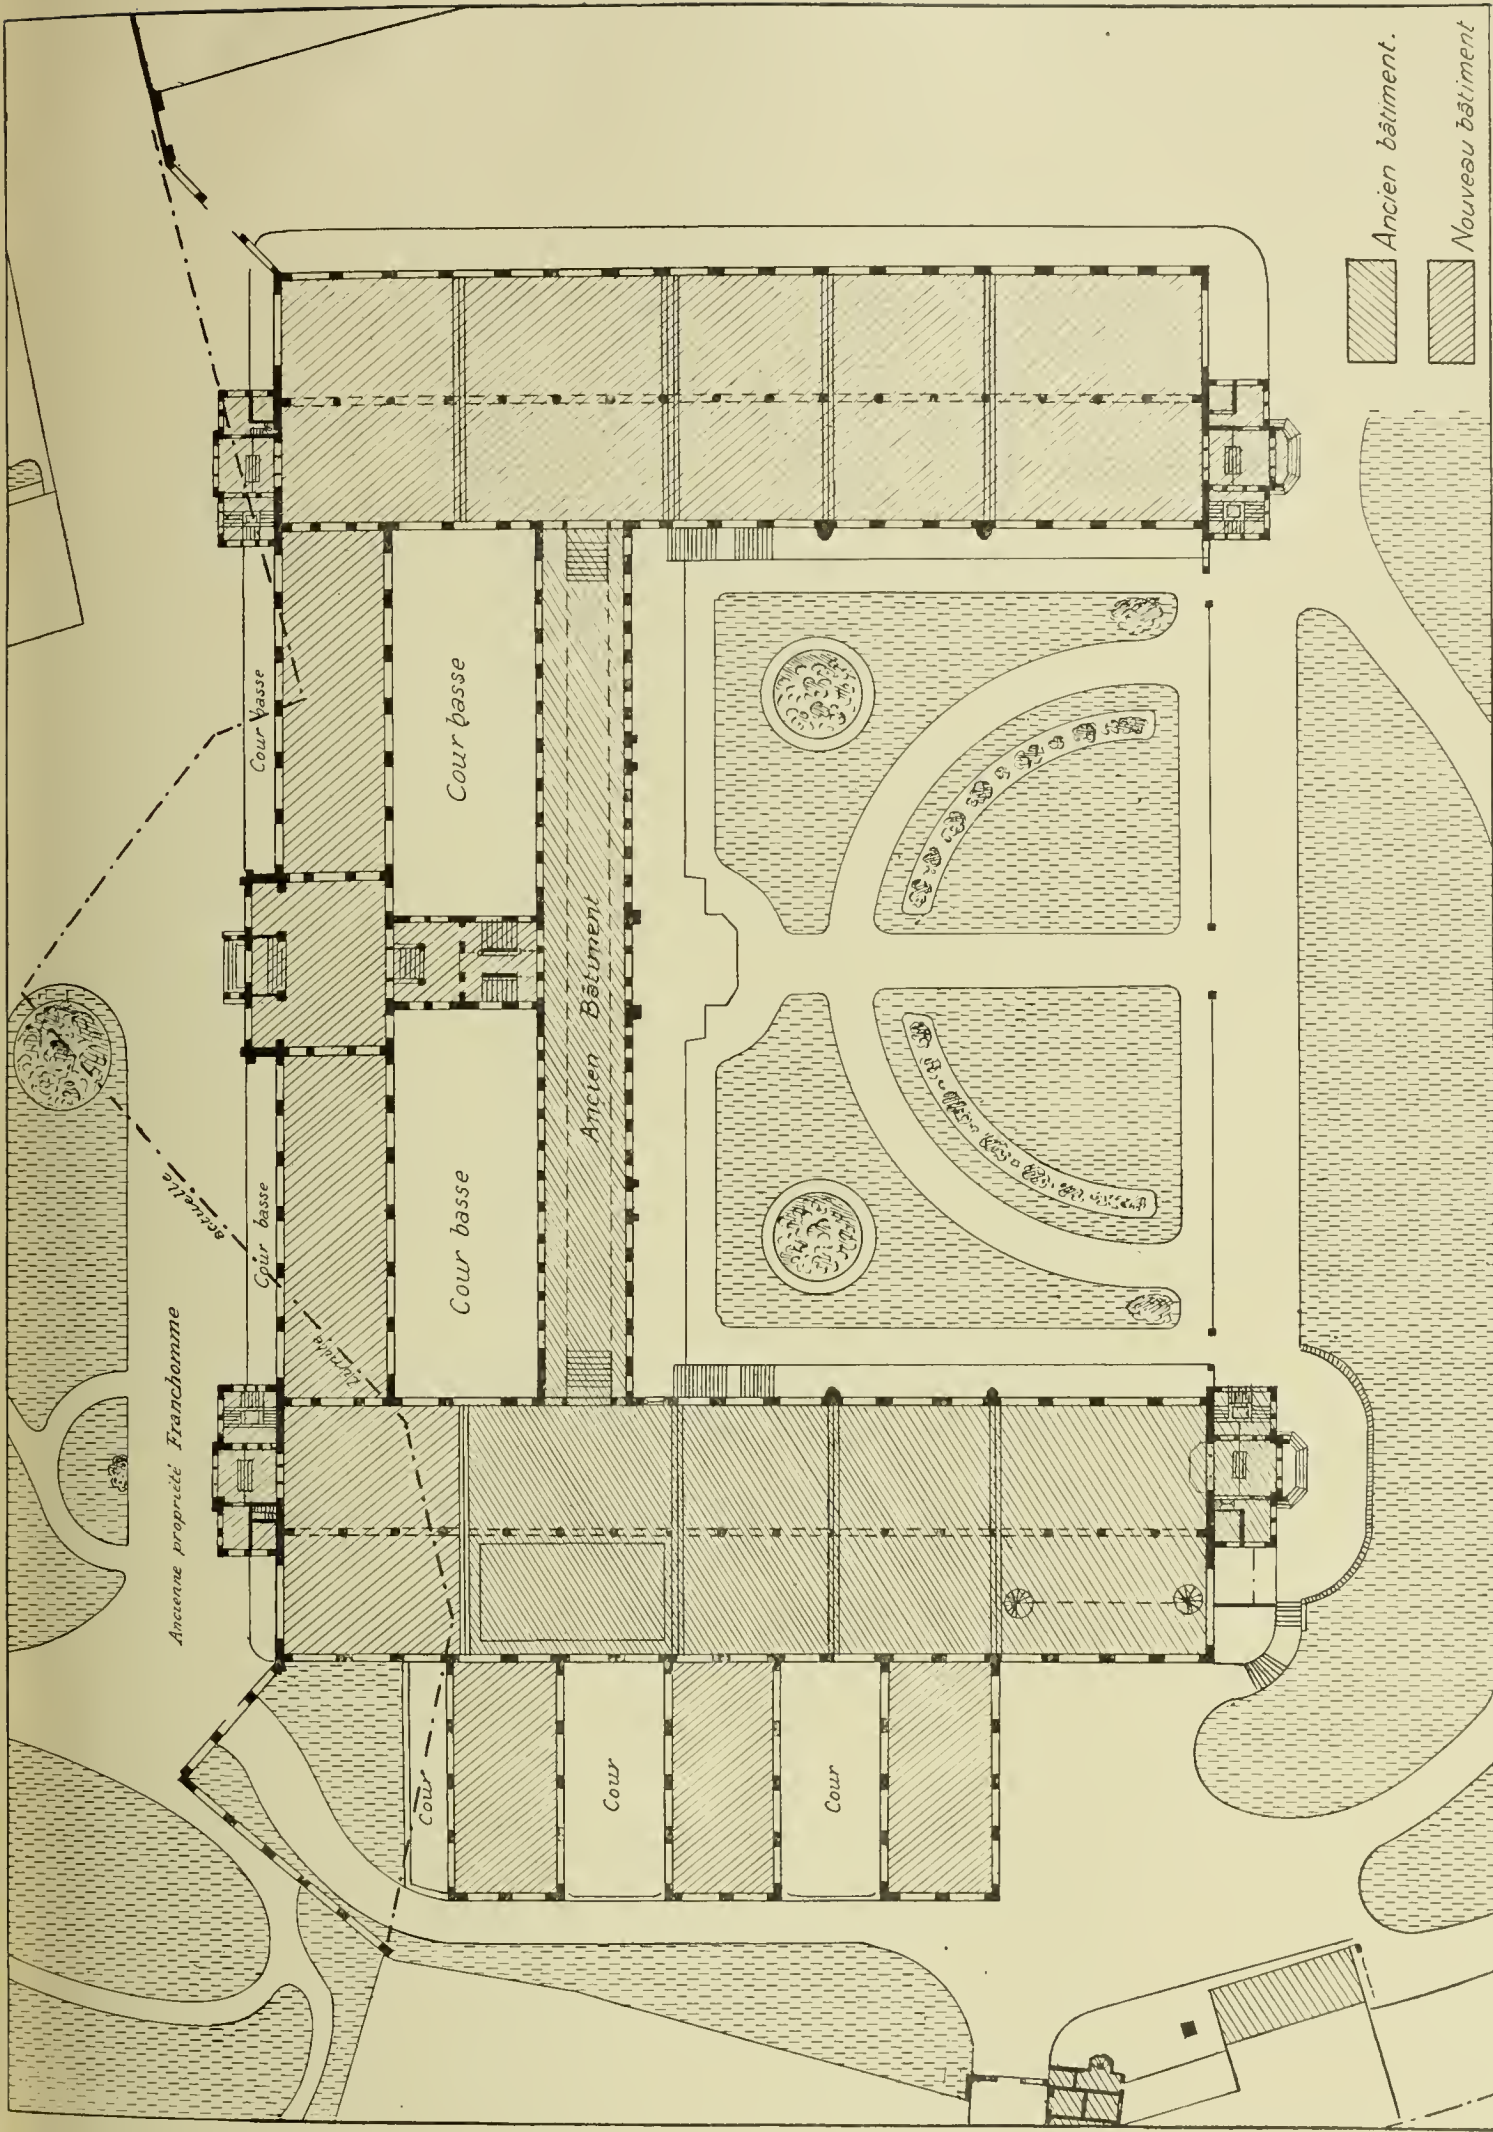 Ancien bâtiment.
Nouveau bâtiment
Cour basse
Cour basse
Ancien Bâtiment
Cour basse
Cour basse
Limite
actuelle
Ancienne propriété Franchomme
Cour
Cour
Cour